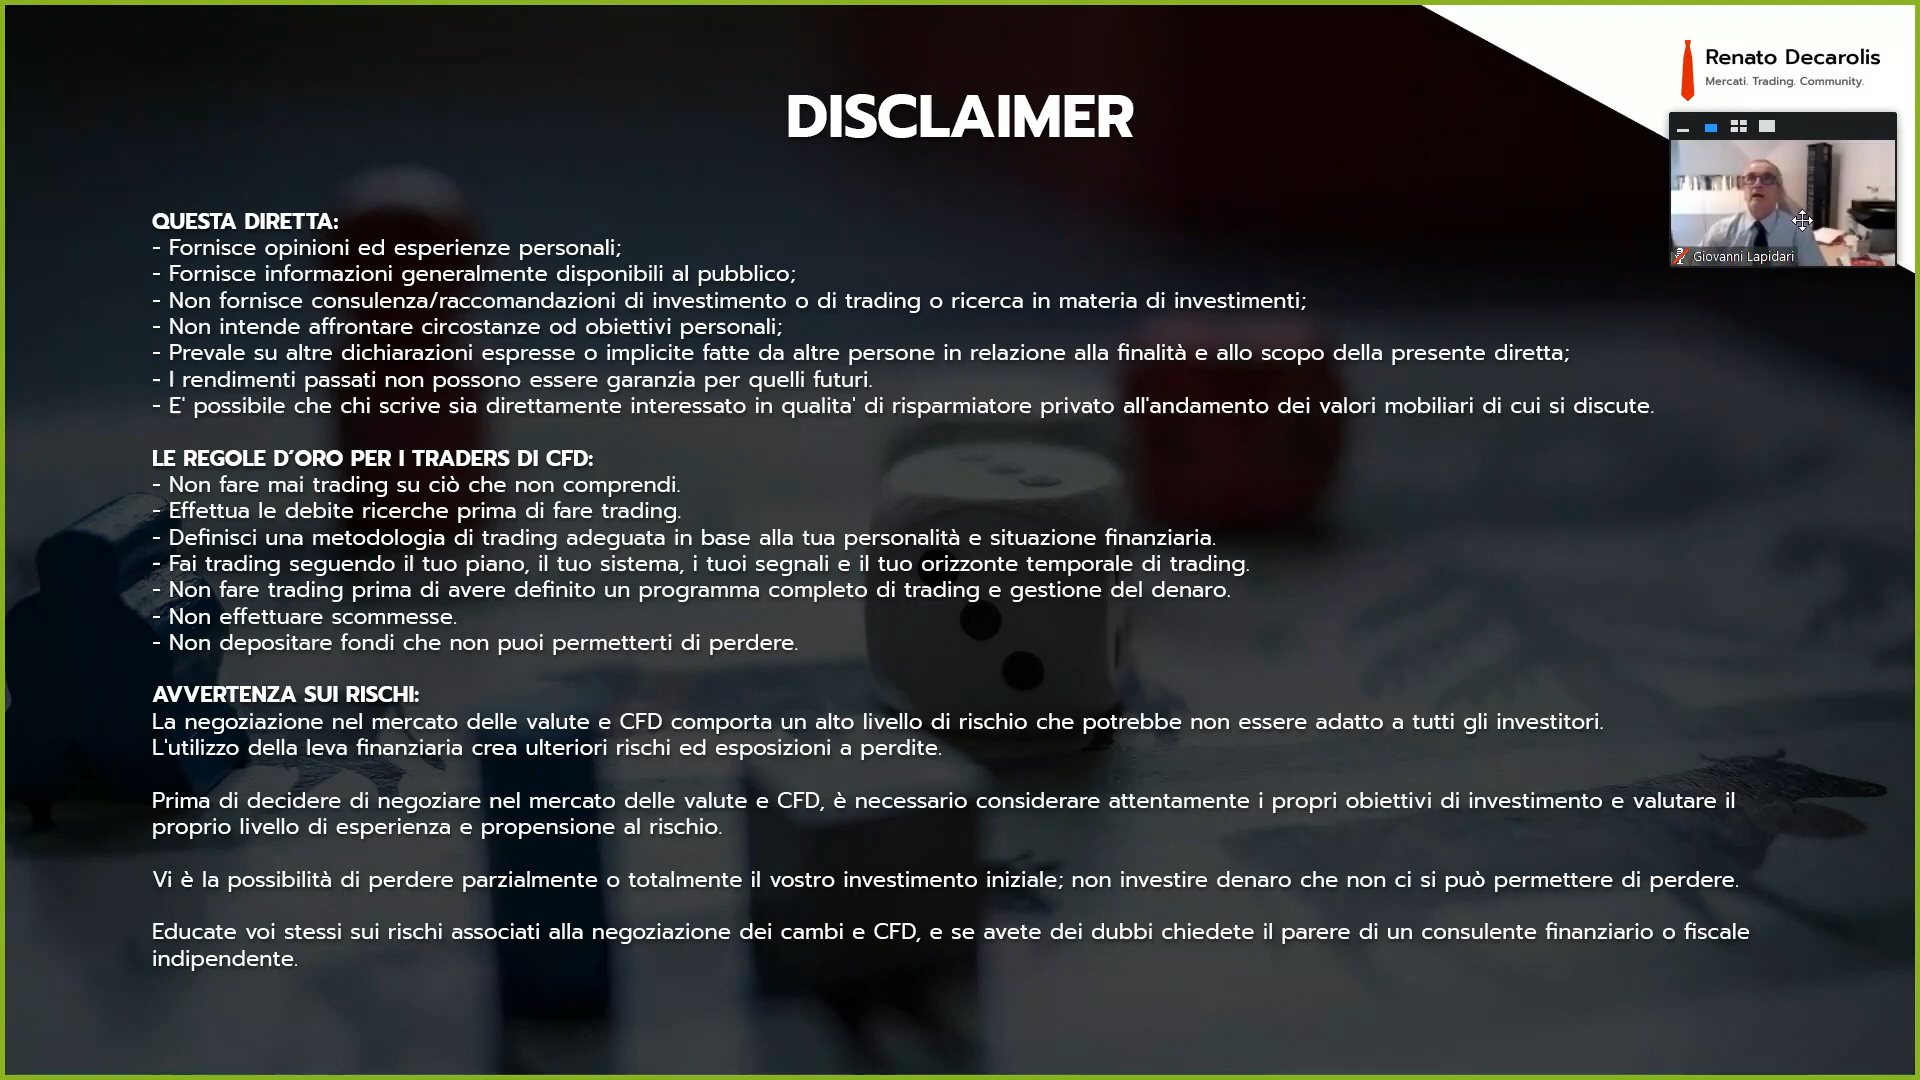 Renato Decarolis
Mercati. Trading. Community.
DISCLAIMER
Giovanni Lapidari
QUESTA DIRETTA:
- Fornisce opinioni ed esperienze personali;
- Fornisce informazioni generalmente disponibili al pubblico;
- Non fornisce consulenza/raccomandazioni di investimento o di trading o ricerca in materia di investimenti;
- Non intende affrontare circostanze od obiettivi personali;
- Prevale su altre dichiarazioni espresse o implicite fatte da altre persone in relazione alla finalità e allo scopo della presente diretta;
- I rendimenti passati non possono essere garanzia per quelli futuri.
- E' possibile che chi scrive sia direttamente interessato in qualita' di risparmiatore privato all'andamento dei valori mobiliari di cui si discute.
LE REGOLE D'ORO PER I TRADERS DI CFD:
- Non fare mai trading su ciò che non comprendi.
- Effettua le debite ricerche prima di fare trading.
- Definisci una metodologia di trading adeguata in base alla tua personalità e situazione finanziaria.
- Fai trading seguendo il tuo piano, il tuo sistema, i tuoi segnali e il tuo orizzonte temporale di trading.
- Non fare trading prima di avere definito un programma completo di trading e gestione del denaro.
- Non effettuare scommesse.
- Non depositare fondi che non puoi permetterti di perdere.
AVVERTENZA SUI RISCHI:
La negoziazione nel mercato delle valute e CFD comporta un alto livello di rischio che potrebbe non essere adatto a tutti gli investitori.
L'utilizzo della leva finanziaria crea ulteriori rischi ed esposizioni a perdite.
Prima di decidere di negoziare nel mercato delle valute e CFD, è necessario considerare attentamente i propri obiettivi di investimento e valutare il
proprio livello di esperienza e propensione al rischio.
Vi è la possibilità di perdere parzialmente o totalmente il vostro investimento iniziale; non investire denaro che non ci si può permettere di perdere.
Educate voi stessi sui rischi associati alla negoziazione dei cambi e CFD, e se avete dei dubbi chiedete il parere di un consulente finanziario o fiscale
indipendente.